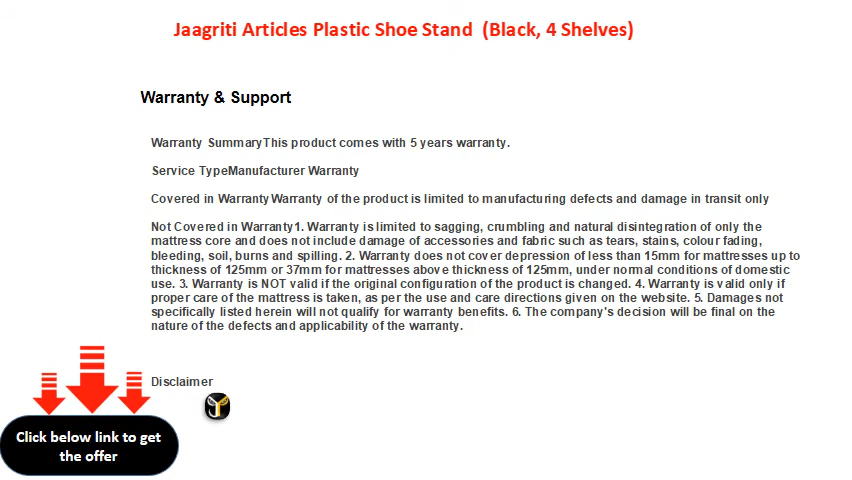 Jaagriti Articles Plastic Shoe Stand (Black, 4 Shelves)
Warranty & Support
Warranty SummaryThis product comes with 5 years warranty.
Service TypeManufacturer Warranty
Covered in WarrantyWarranty of the product is limited to manufacturing defects and damage in transit only
Not Covered in Warranty1. Warranty is limited to sagging, crumbling and natural disintegration of only the
mattress core and does not include damage of accessories and fabric such as tears, stains, colour fading,
bleeding, soil, burns and spilling. 2. Warranty does not cover depression of less than 15mm for mattresses up to
thickness of 125mm or 37mm for mattresses above thickness of 125mm, under normal conditions of domestic
use. 3. Warranty is NOT valid if the original configuration of the product is changed. 4. Warranty is valid only if
proper care of the mattress is taken, as per the use and care directions given on the website. 5. Damages not
specifically listed herein will not qualify for warranty benefits. 6. The company's decision will be final on the
nature of the defects and applicability of the warranty.
Disclaimer
Click below link to get
the offer